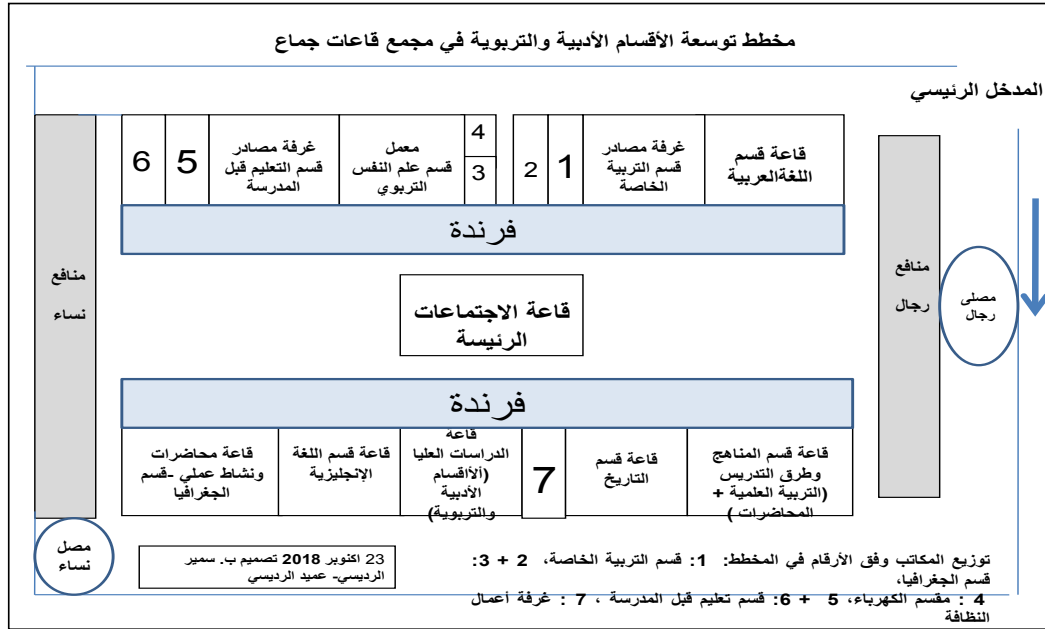 مخطط توسعة الأقسام الأدبية والتربوية في مجمع قاعات جماع
المدخل الرئيسي
قاعة قسم
اللغةالعربية
غرفة مصادر
قسم التربية
الخاصة
1
2
4
3
معمل
قسم علم النفس
التربوي
غرفة مصادر
قسم التعليم قبل
المدرسة
5
6
فرندة
منافع
رجال
مصلى
رجال
منافع
نساء
قاعة الاجتماعات
الرئيسة
فرندة
قاعة قسم المناهج
وطرق التدريس
(التربية العلمية +
المحاضرات )
قاعة قسم
التاريخ
7
قاعة
الدراسات العليا
(ألأاقسام
الأدبية
والتربوية)
قاعة قسم اللغة
الإنجليزية
قاعة محاضرات
ونشاط عملي -قسم
الجغرافيا
مصل
نساء
23 اكتوبر 2018 تصميم ب. سمير
الرديسي- عميد الرديسي
توزيع المكاتب وفق الأرقام في المخطط: 1: قسم التربية الخاصة، 2 + 3:
قسم الجغرافيا،
4 : مقسم الكهرباء، 5 + 6: قسم تعليم قبل المدرسة ، 7 : غرفة أعمال
النظافة